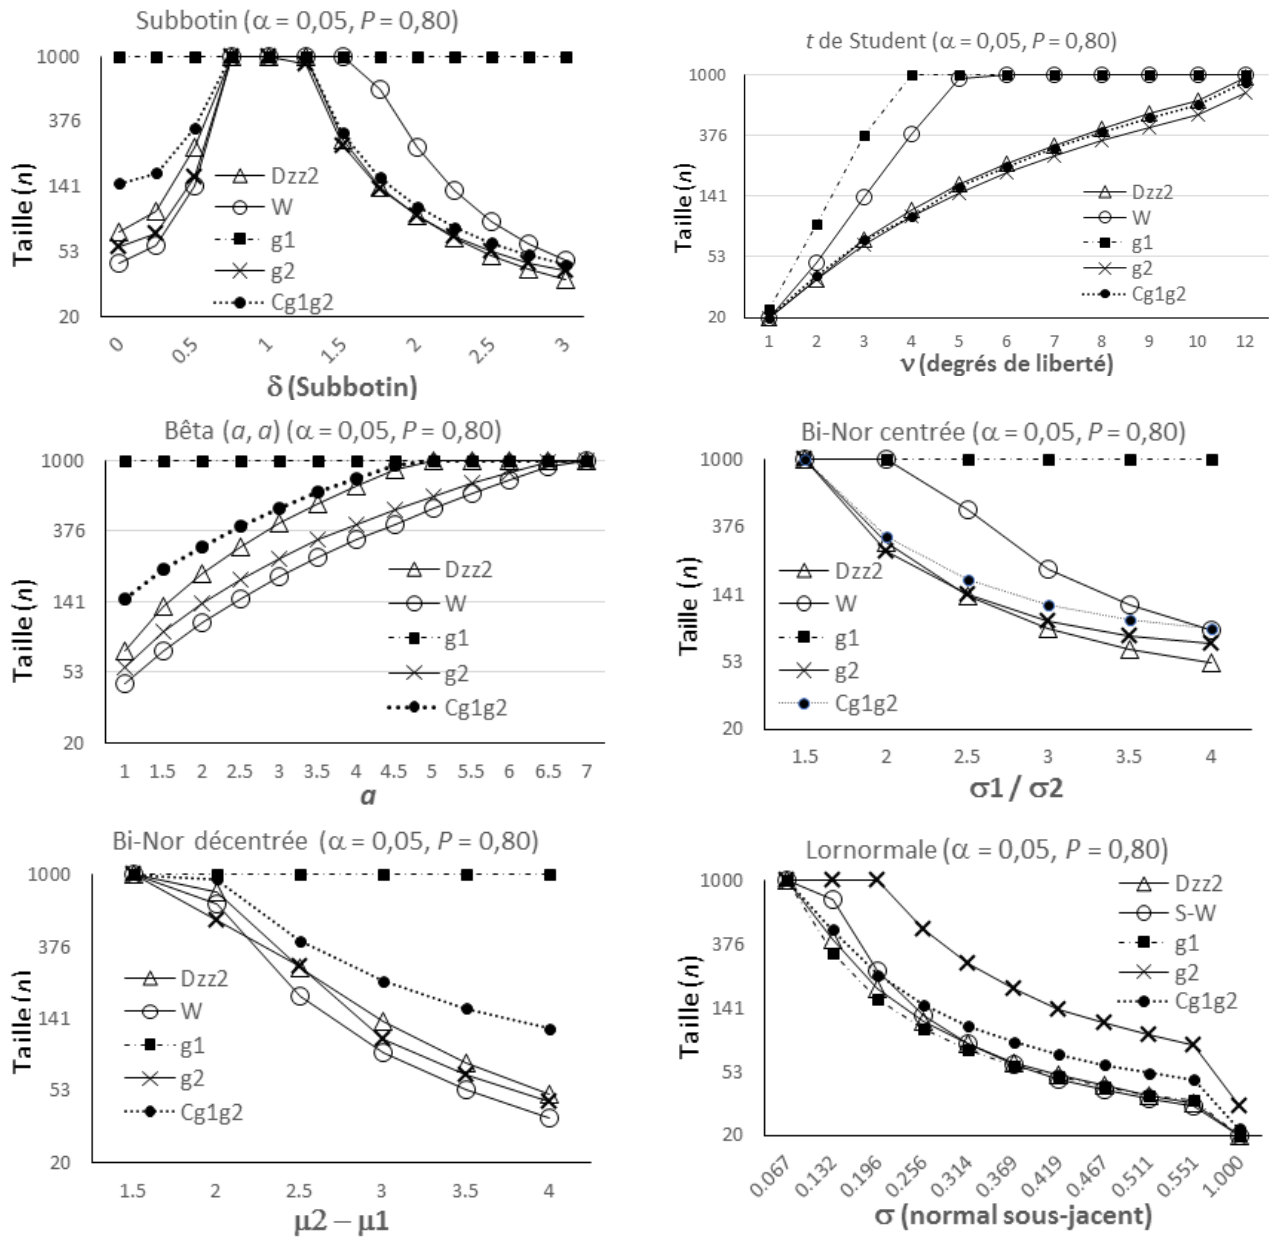 Subbotin (α = 0,05, P = 0,80)
Taille (n)
1000
376
141
53
20
Dzz2
W
g1
g2
Cg1g2
0 0.5 1 1.5 2 2.5 3
δ (Subbotin)
t de Student (α = 0,05, P = 0,80)
Taille (n)
1000
376
141
53
20
Dzz2
W
g1
g2
Cg1g2
1 2 3 4 5 6 7 8 9 10 12
ν (degrés de liberté)
Bêta (a, a) (α = 0,05, P = 0,80)
Taille (n)
1000
376
141
53
20
Dzz2
W
g1
g2
Cg1g2
1 1.5 2 2.5 3 3.5 4 4.5 5 5.5 6 6.5 7
a
Bi-Nor centrée (α = 0,05, P = 0,80)
Taille (n)
1000
376
141
53
20
Dzz2
W
g1
g2
Cg1g2
1.5 2 2.5 3 3.5 4
σ1 / σ2
Bi-Nor décentrée (α = 0,05, P = 0,80)
Taille (n)
1000
376
141
53
20
Dzz2
W
g1
g2
Cg1g2
1.5 2 2.5 3 3.5 4
μ2 – μ1
Lornormale (α = 0,05, P = 0,80)
Taille (n)
1000
376
141
53
20
Dzz2
S-W
g1
g2
Cg1g2
0.067 0.132 0.196 0.256 0.314 0.369 0.419 0.467 0.511 0.551 1.000
σ (normal sous-jacent)